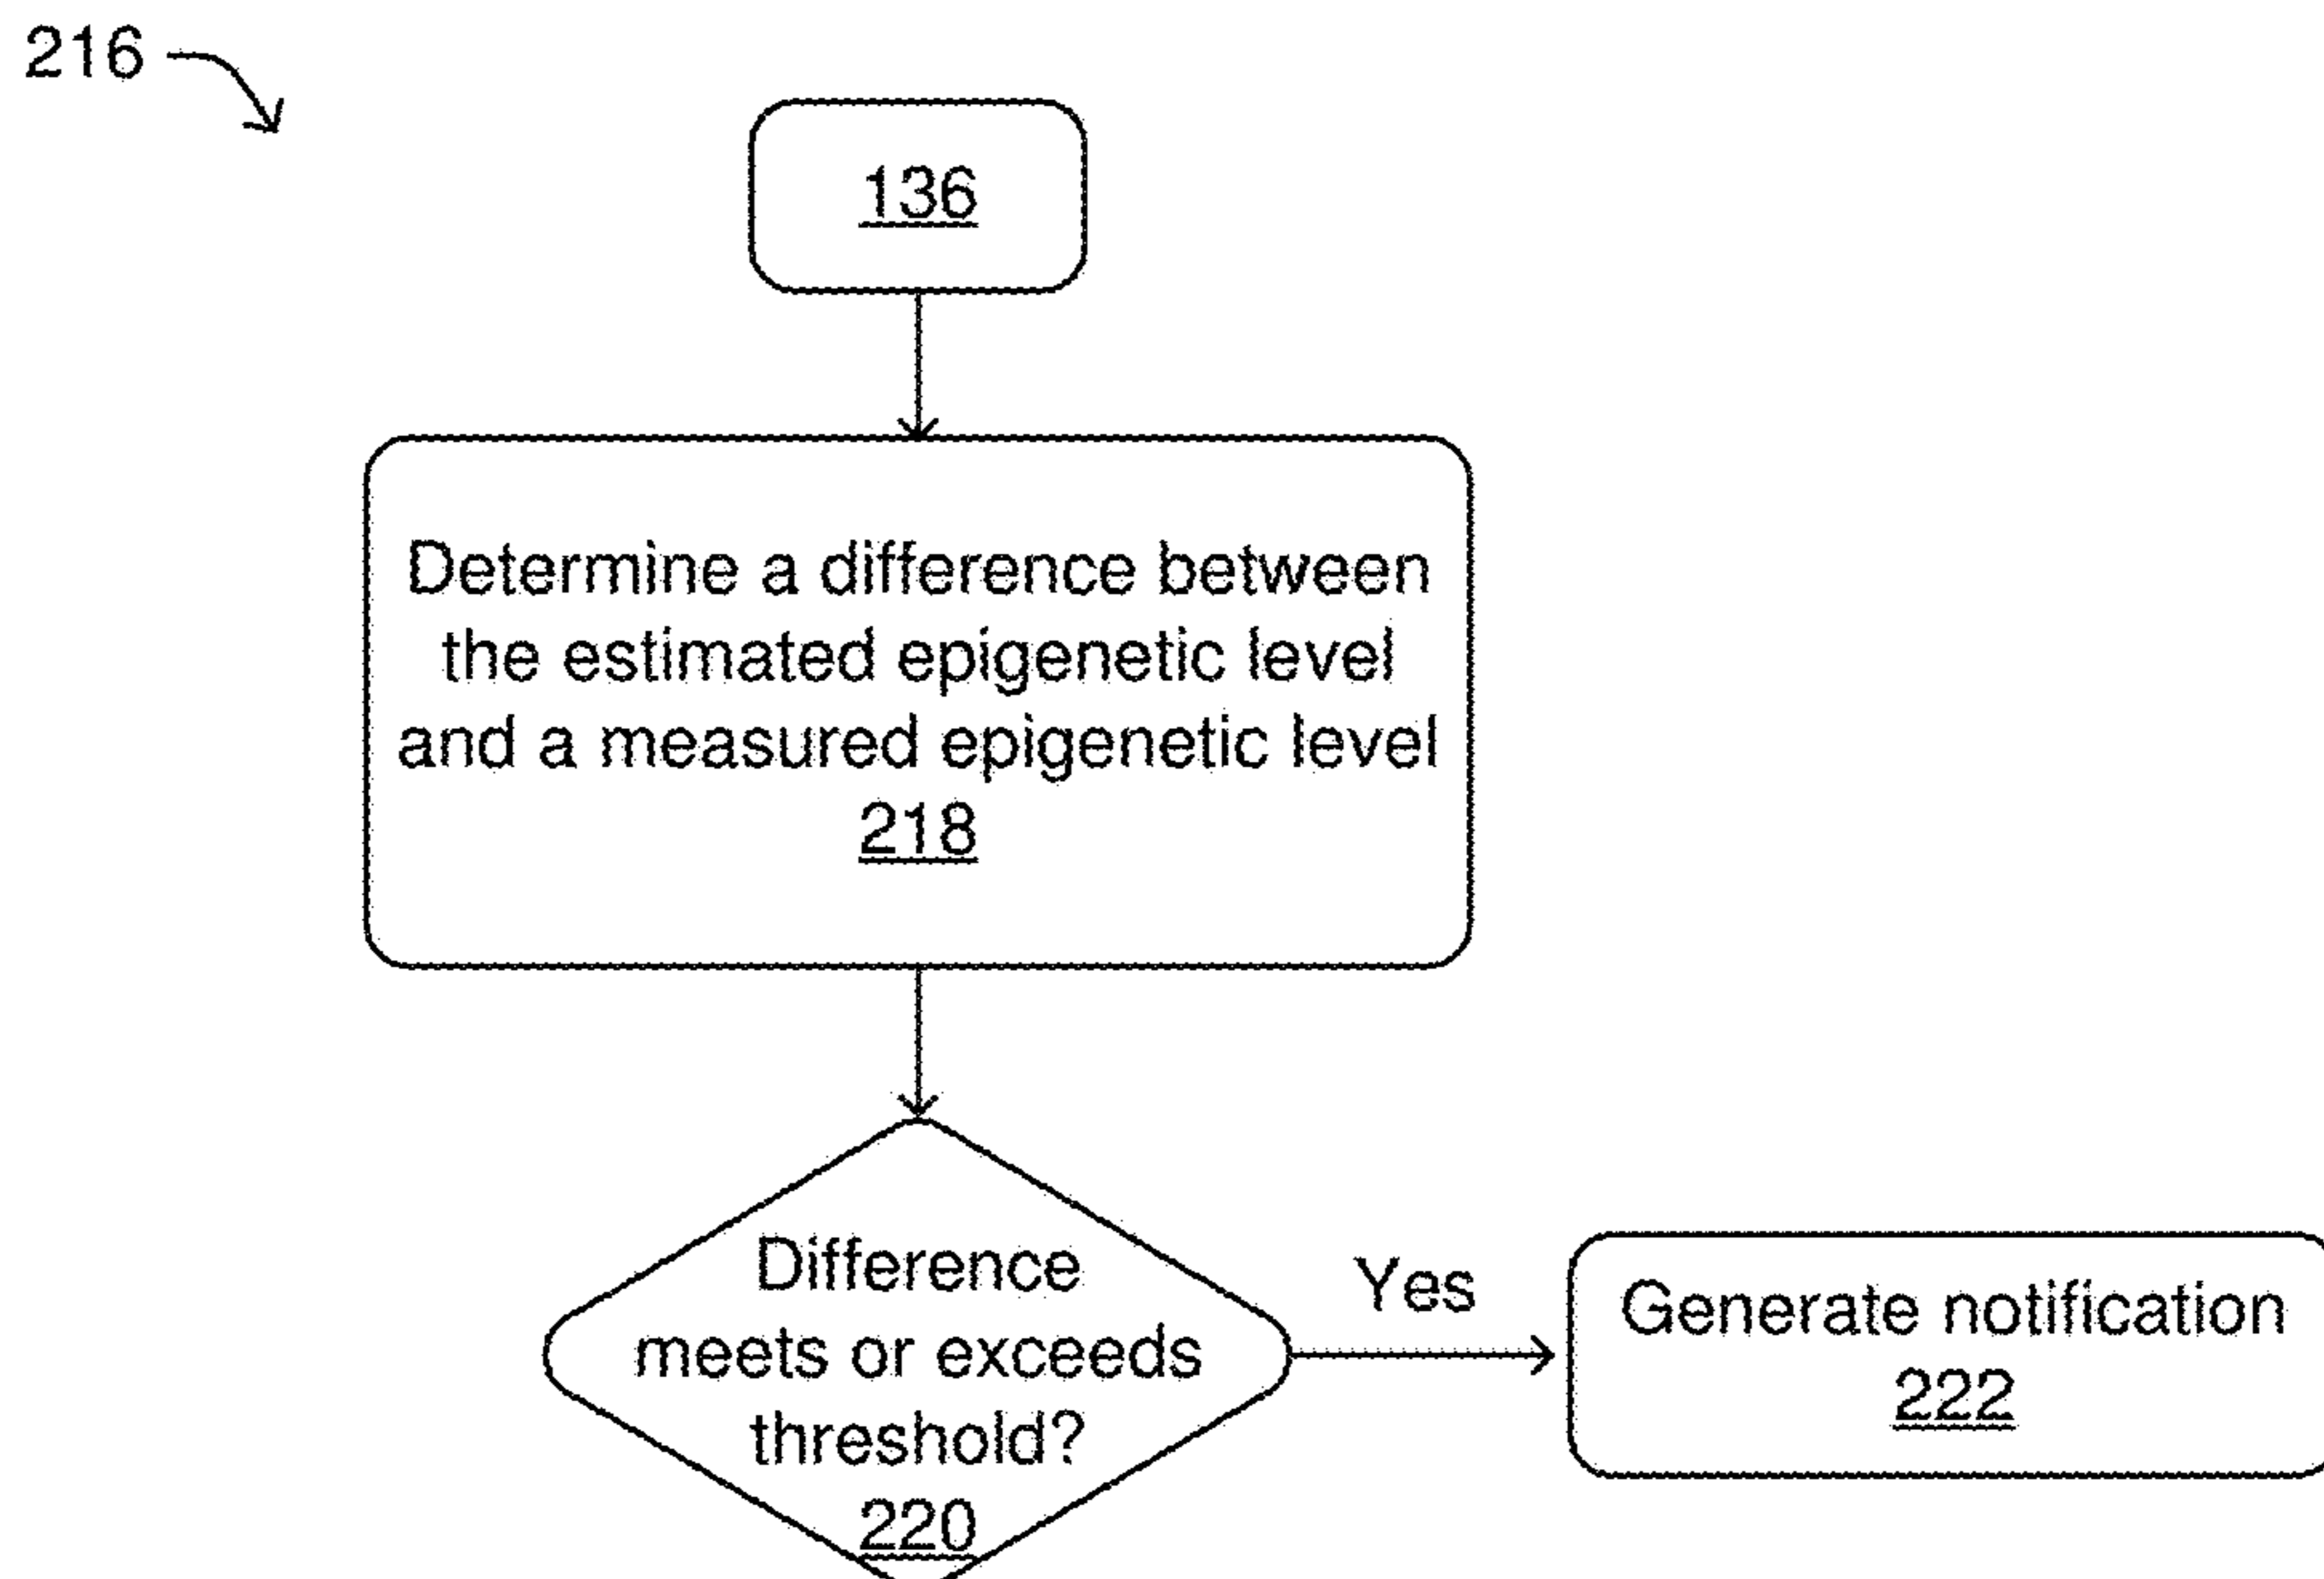 216
136
Determine a difference between
the estimated epigenetic level
and a measured epigenetic level
218
Difference
meets or exceeds
threshold?
220
Yes
Generate notification
222